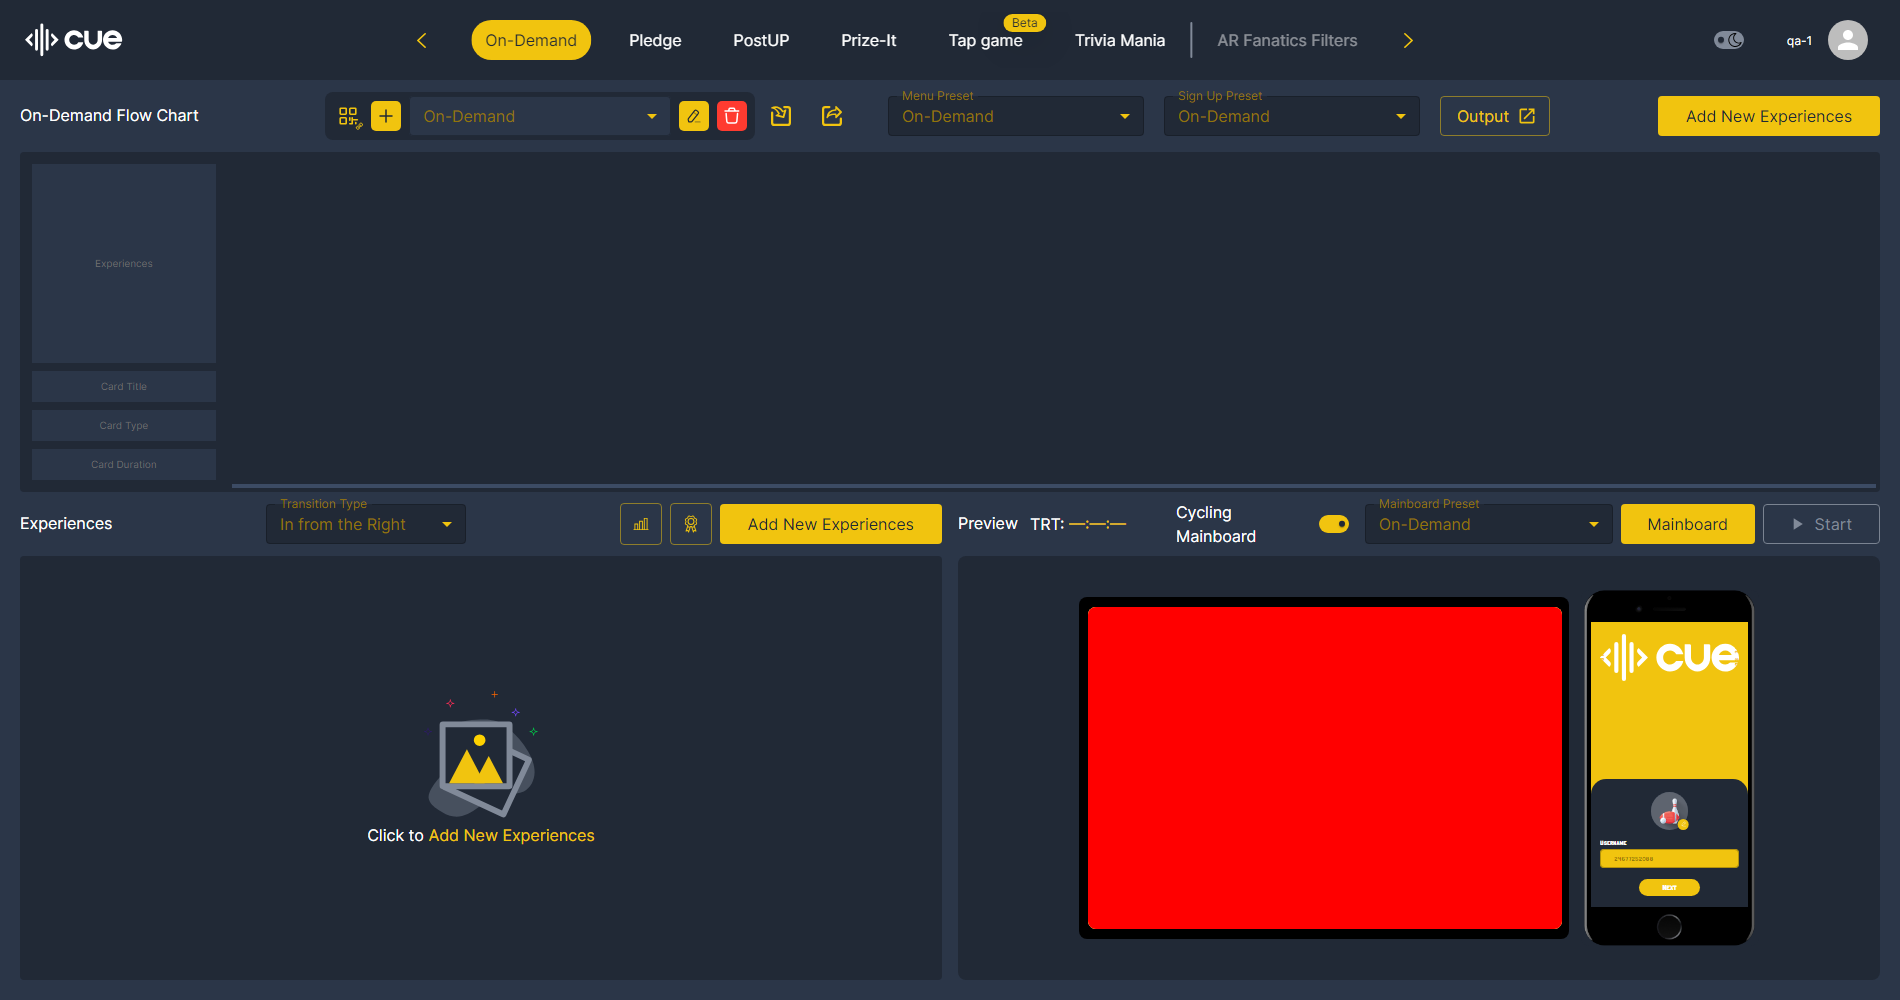 cue
On-Demand
Pledge
PostUP
Prize-It
Tap game
Beta
Trivia Mania
AR Fanatics Filters
qa-1
On-Demand Flow Chart
On-Demand
Menu Preset
On-Demand
Sign Up Preset
On-Demand
Output
Add New Experiences
Experiences
Card Title
Card Type
Card Duration
Experiences
Transition Type
In from the Right
Add New Experiences
Preview
TRT: —:—:—
Cycling
Mainboard
Mainboard Preset
On-Demand
Mainboard
Start
Click to Add New Experiences
cue
USERNAME
NEXT